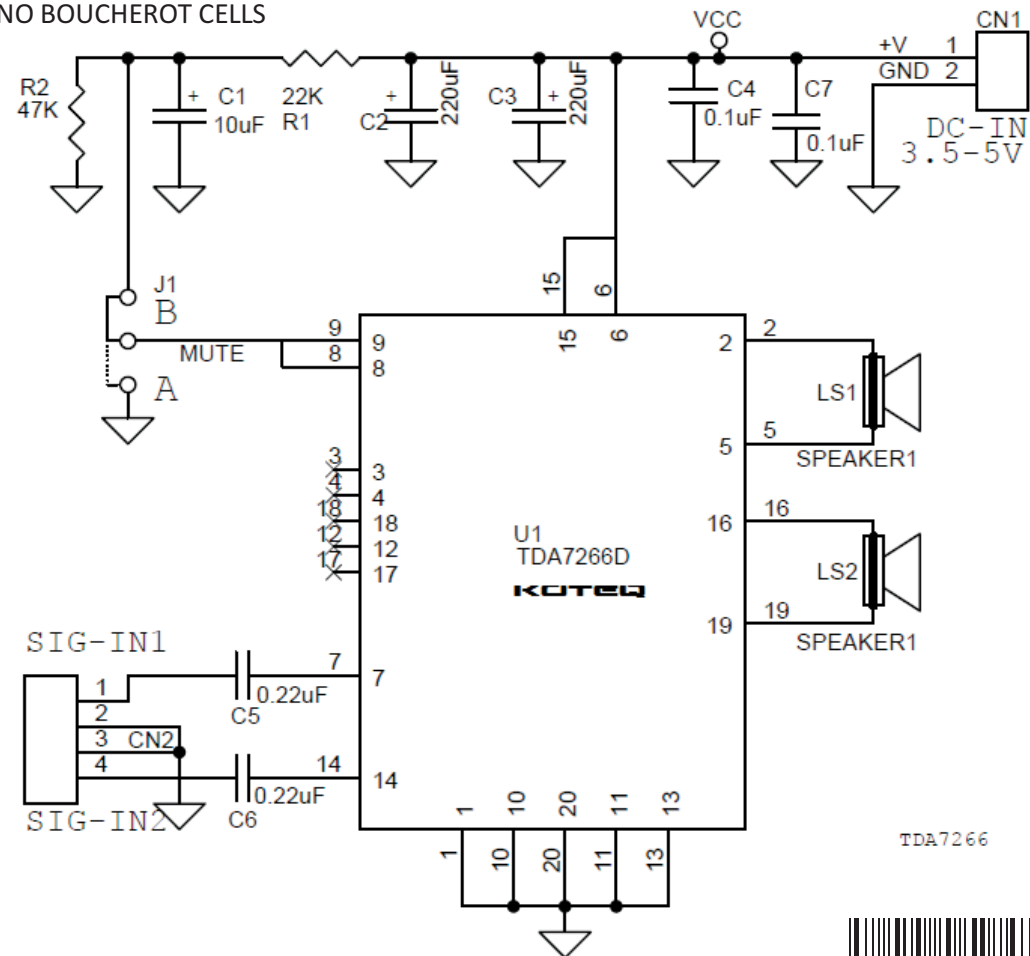 NO BOUCHEROT CELLS
VCC
CN1
+V 1
GND 2
DC-IN
3.5-5V
R2
47K
+ C1
10uF
22K
R1
+
C2
220uF
C3 +
220uF
C4
0.1uF
C7
0.1uF
J1
B
A
MUTE
9
8
9
8
15
6
15
6
2
2
5
5
LS1
SPEAKER1
16
16
19
19
LS2
SPEAKER1
3
3
4
4
18
18
12
12
17
17
U1
TDA7266D
KOTEQ
SIG-IN1
1
2
3 CN2
4
SIG-IN2
7
7
0.22uF
C5
14
14
0.22uF
C6
1
10
20
11
13
1
10
20
11
13
TDA7266